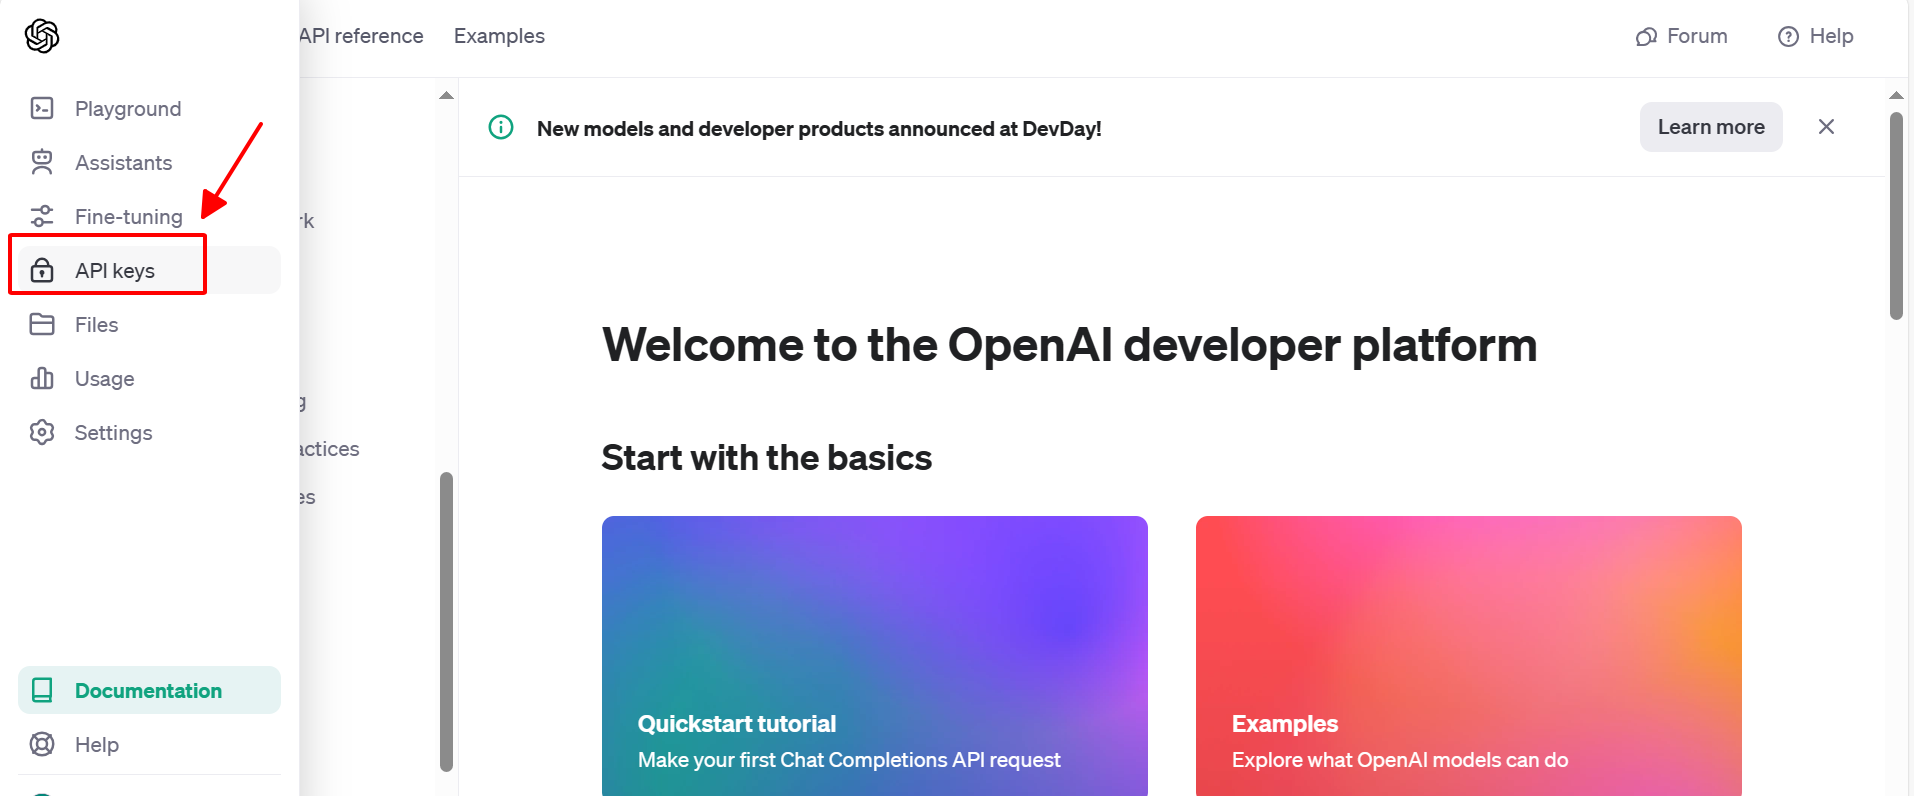 API reference
Examples
Forum
Help
Playground
Assistants
Fine-tuning
API keys
Files
Usage
Settings
Documentation
Help
rk
g
actices
es
New models and developer products announced at DevDay!
Learn more
Welcome to the OpenAI developer platform
Start with the basics
Quickstart tutorial
Make your first Chat Completions API request
Examples
Explore what OpenAI models can do